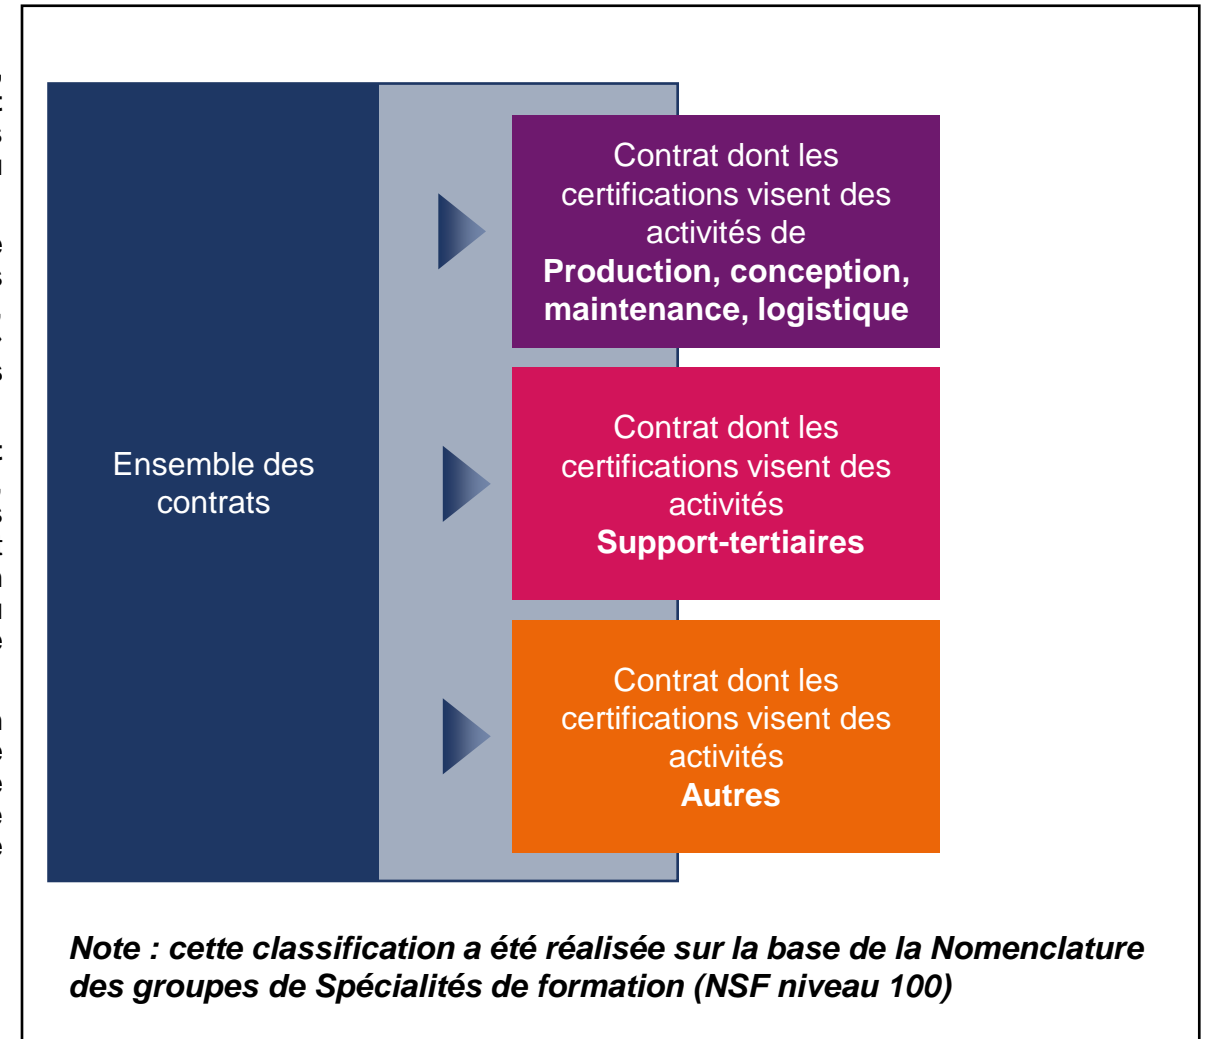 Contrat dont les
certifications visent des
activités de
Production, conception,
maintenance, logistique
Ensemble des
contrats
Contrat dont les
certifications visent des
activités
Support-tertiaires
Contrat dont les
certifications visent des
activités
Autres
Note : cette classification a été réalisée sur la base de la Nomenclature
des groupes de Spécialités de formation (NSF niveau 100)